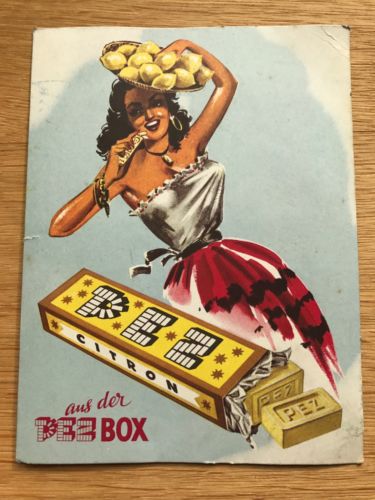 PEZ
CITRON
PEZ
PEZ
aus der
PEZ BOX